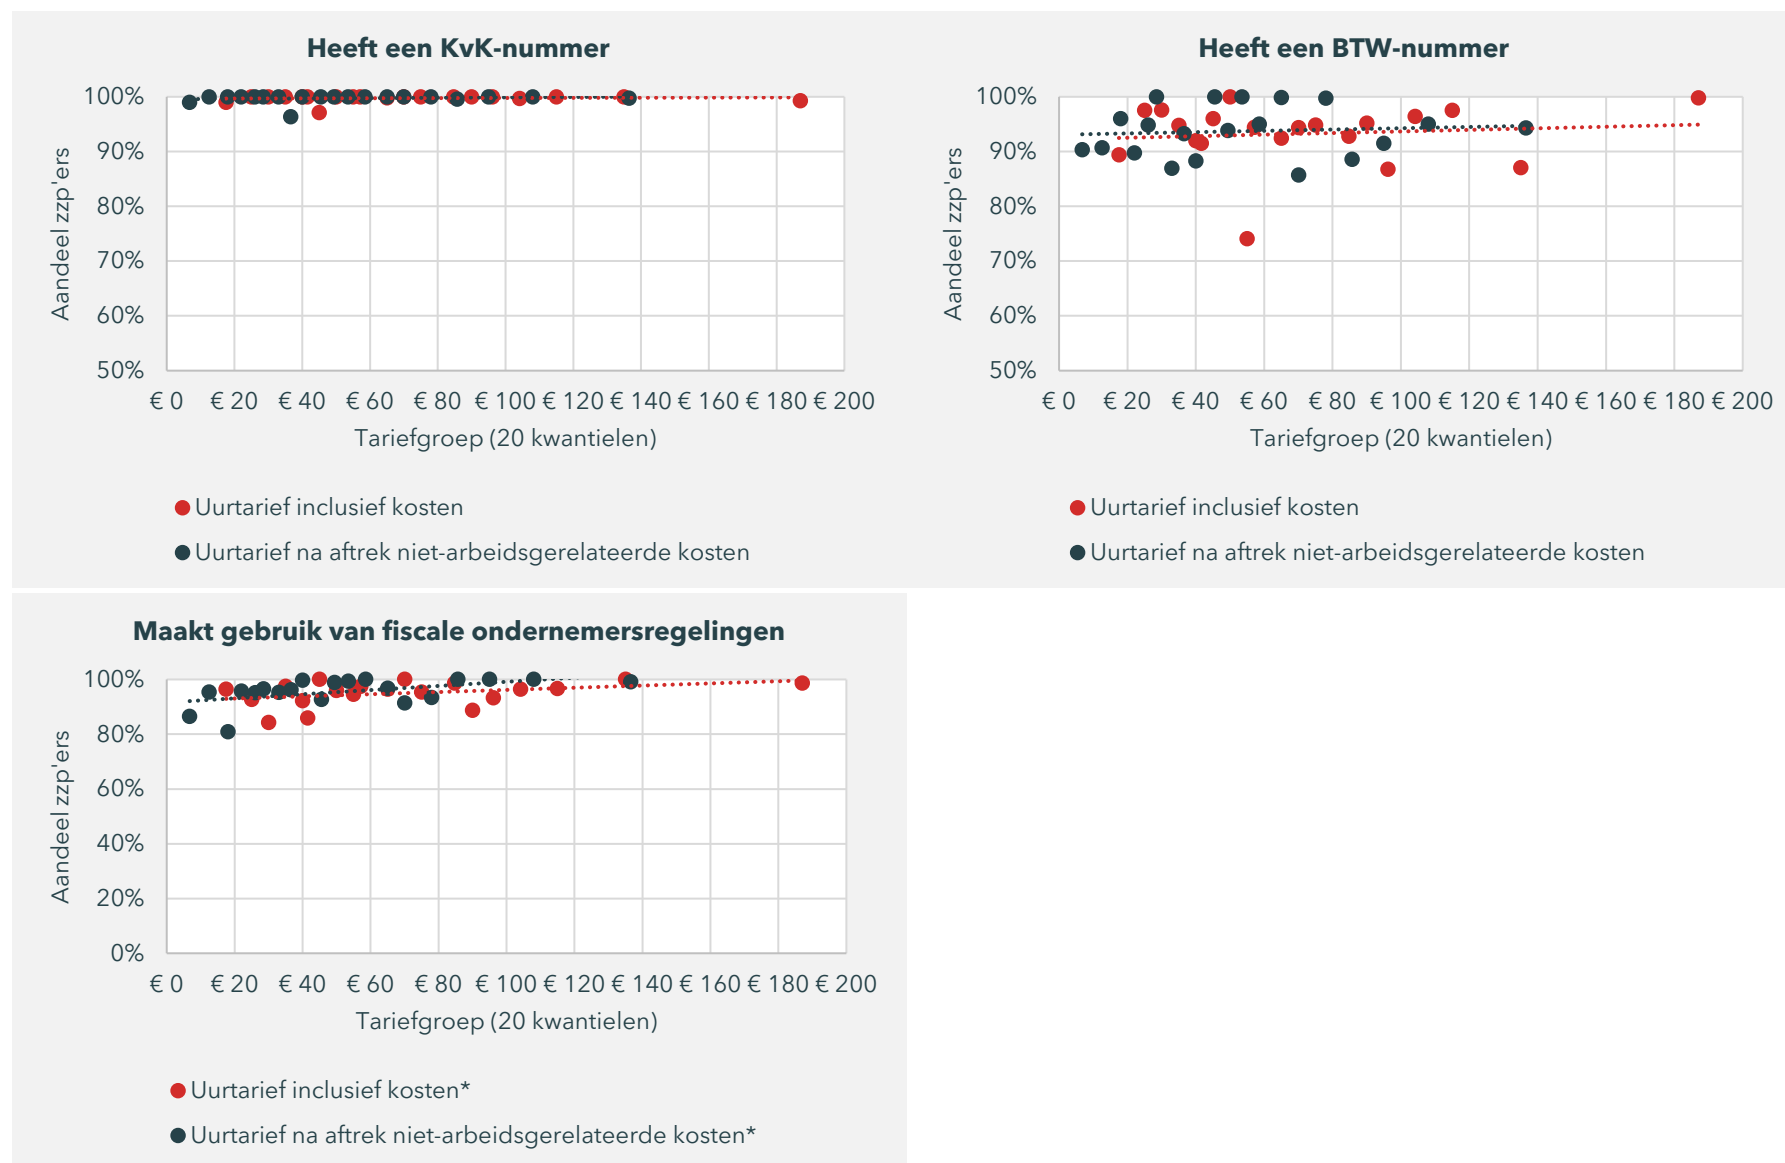 Heeft een KvK-nummer
Aandeel zzp'ers
100%
90%
80%
70%
60%
50%
€ 0 € 20 € 40 € 60 € 80 € 100 € 120 € 140 € 160 € 180 € 200
Tariefgroep (20 kwantielen)
Uurtarief inclusief kosten
Uurtarief na aftrek niet-arbeidsgerelateerde kosten
Heeft een BTW-nummer
Aandeel zzp'ers
100%
90%
80%
70%
60%
50%
€ 0 € 20 € 40 € 60 € 80 € 100 € 120 € 140 € 160 € 180 € 200
Tariefgroep (20 kwantielen)
Uurtarief inclusief kosten
Uurtarief na aftrek niet-arbeidsgerelateerde kosten
Maakt gebruik van fiscale ondernemersregelingen
Aandeel zzp'ers
100%
80%
60%
40%
20%
0%
€ 0 € 20 € 40 € 60 € 80 € 100 € 120 € 140 € 160 € 180 € 200
Tariefgroep (20 kwantielen)
Uurtarief inclusief kosten*
Uurtarief na aftrek niet-arbeidsgerelateerde kosten*